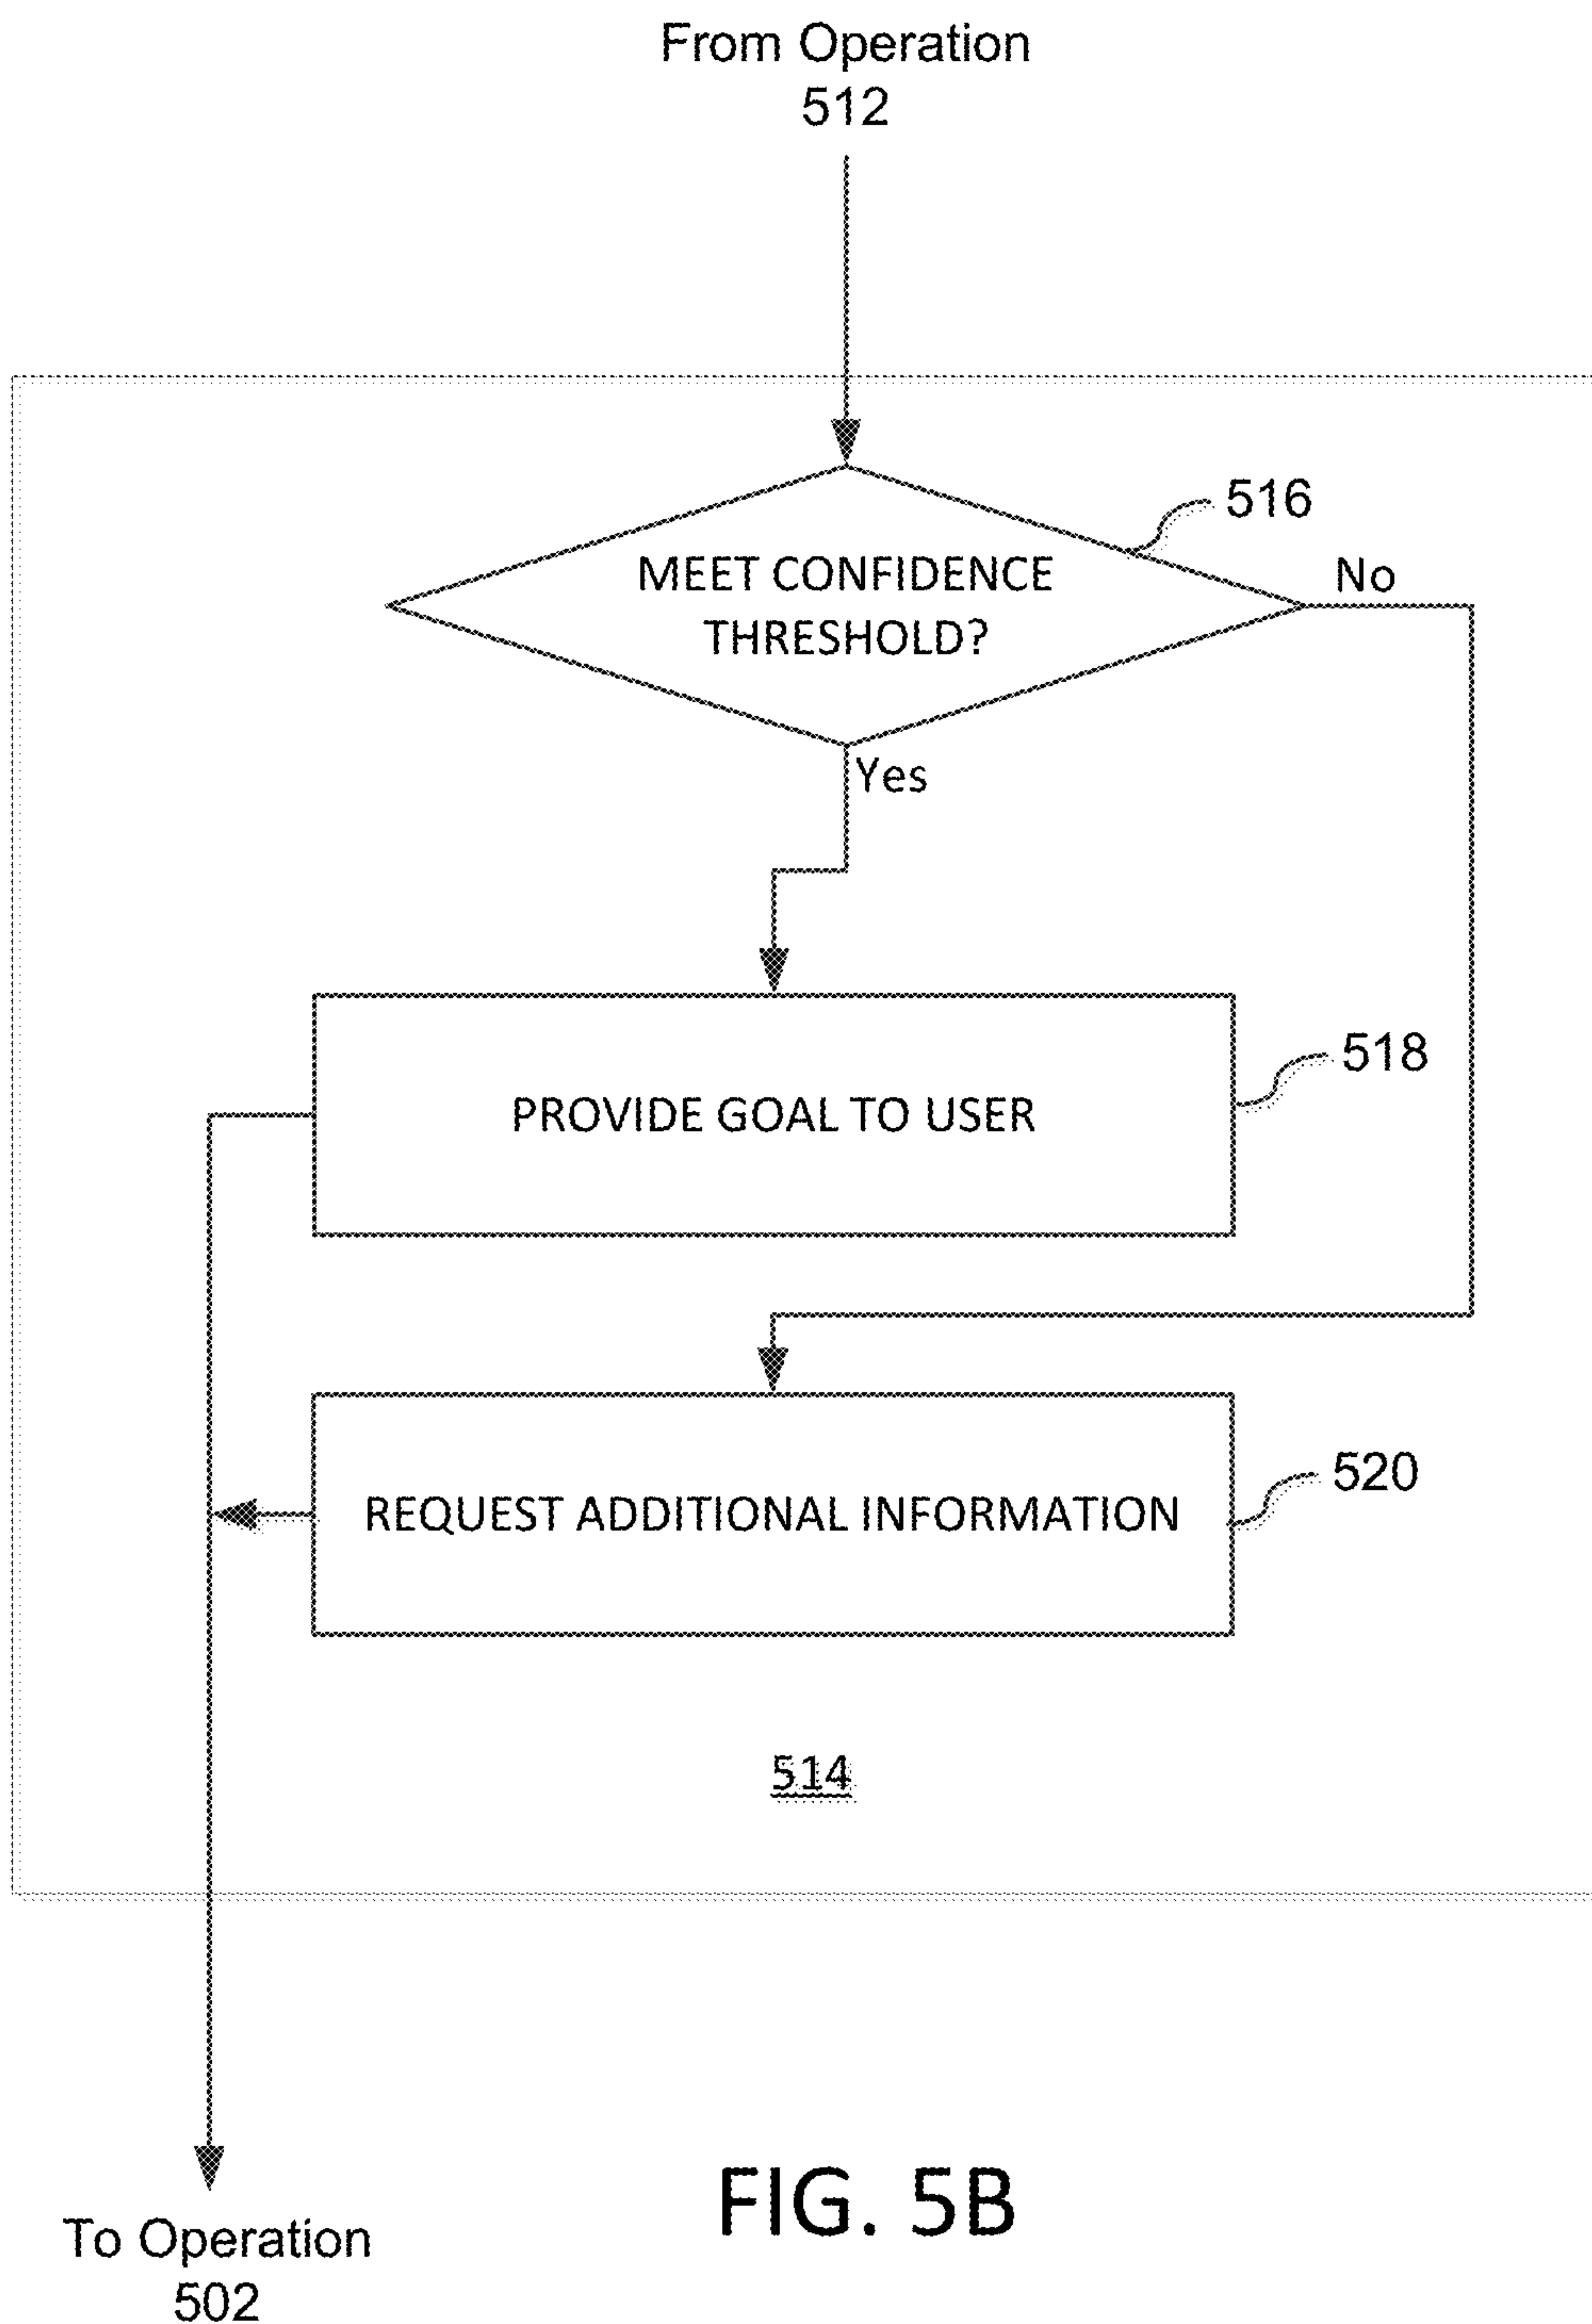 From Operation
512
516
MEET CONFIDENCE
THRESHOLD?
No
Yes
518
PROVIDE GOAL TO USER
520
REQUEST ADDITIONAL INFORMATION
514
FIG. 5B
To Operation
502